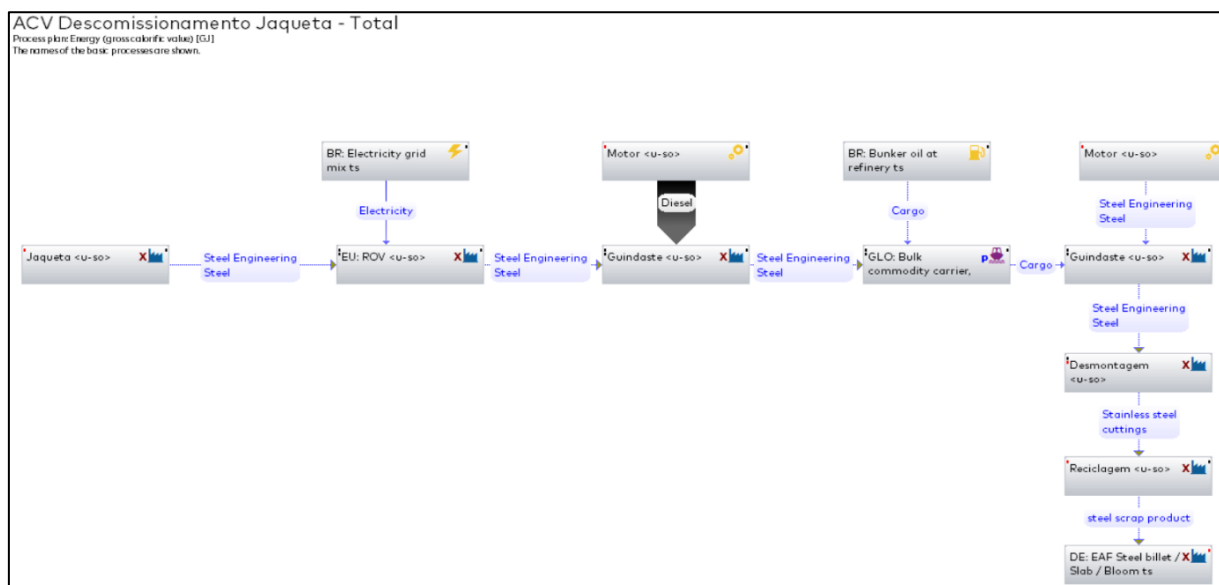 ACV Descomissionamento Jaqueta - Total
Process plan: Energy (gross calorific value) [GJ]
The names of the basic processes are shown.
BR: Electricity grid
mix ts
Motor <u-so>
BR: Bunker oil at
refinery ts
Motor <u-so>
Electricity
Diesel
Cargo
Steel Engineering
Steel
Jaqueta <u-so>
X
Steel Engineering
Steel
EU: ROV <u-so>
X
Steel Engineering
Steel
Guindaste <u-so>
X
Steel Engineering
Steel
GLO: Bulk
commodity carrier,
P
Cargo
Guindaste <u-so>
X
Steel Engineering
Steel
Desmontagem
<u-so>
X
Stainless steel
cuttings
Reciclagem <u-so>
X
steel scrap product
DE: EAF Steel billet /
Slab / Bloom ts
X